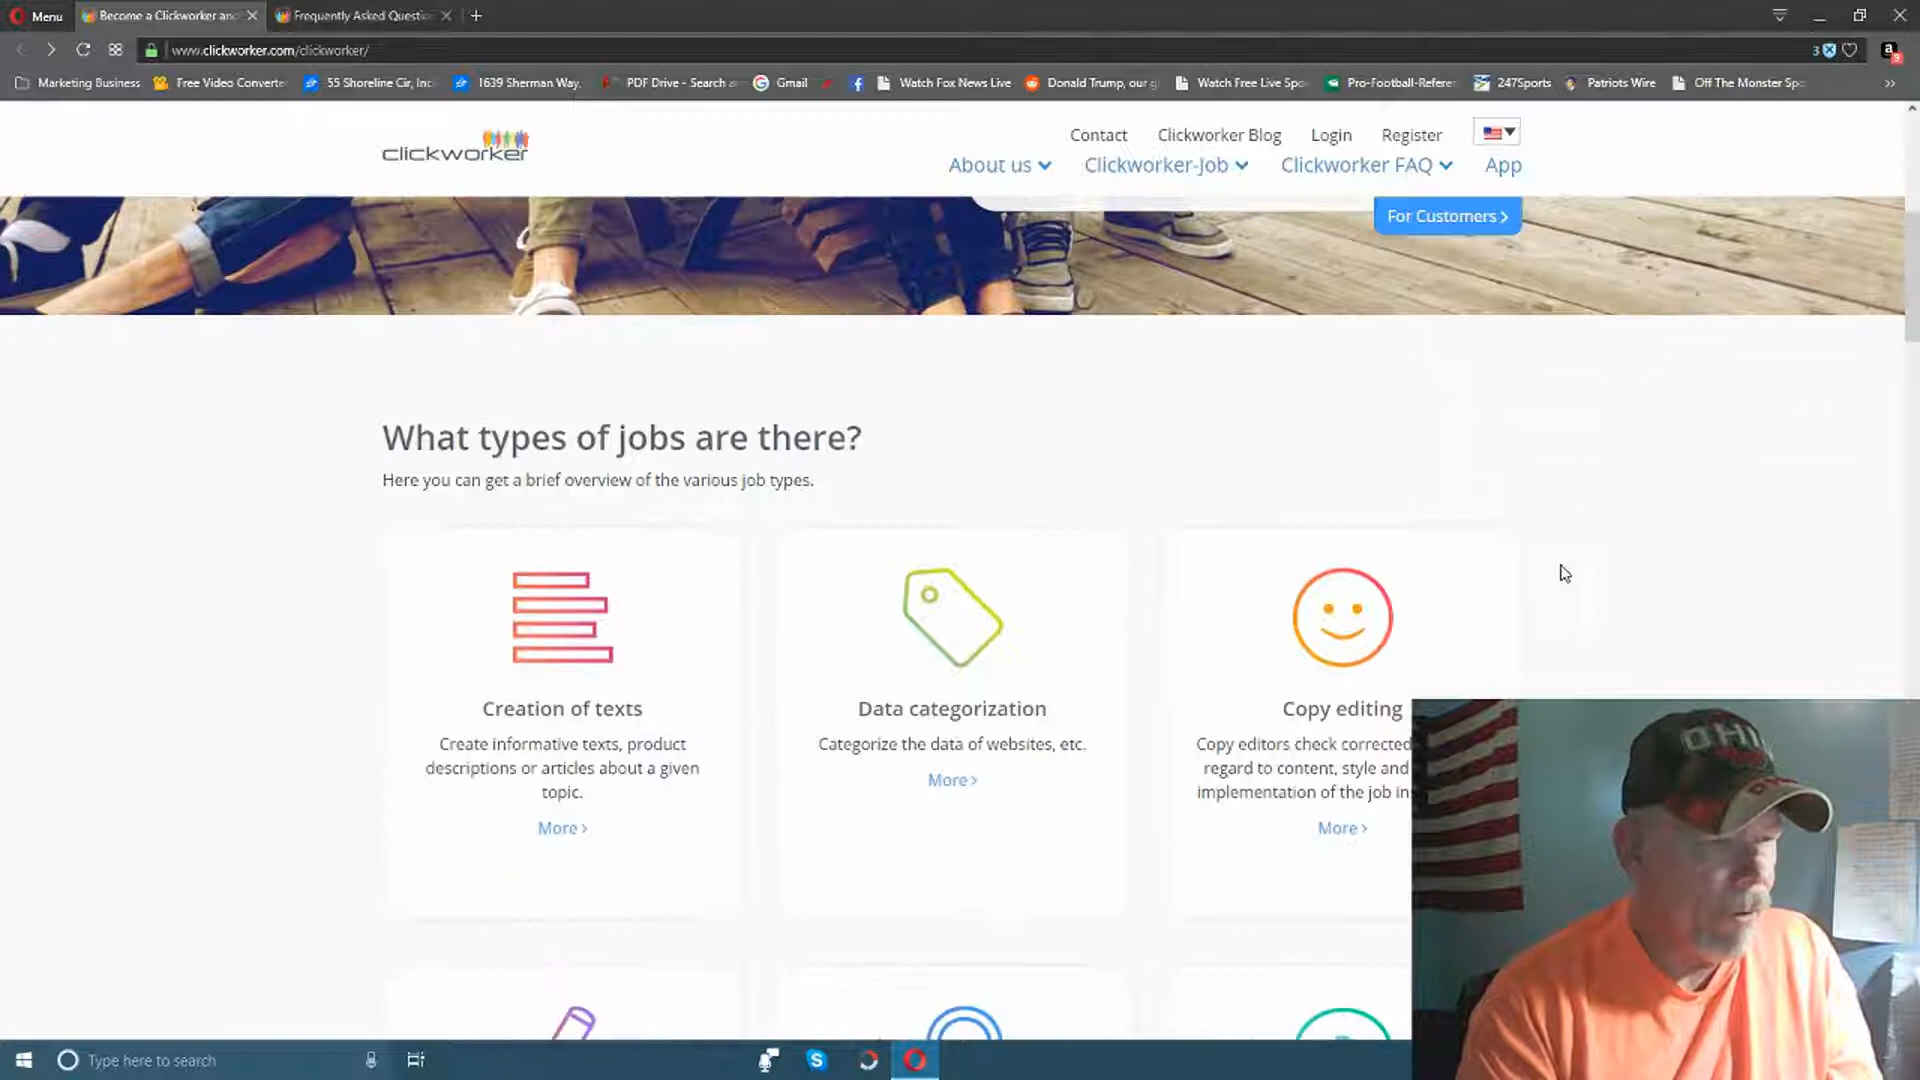 Menu
Become a Clickworker and
Frequently Asked Questi
www.clickworker.com/clickworker/
3
a
9
Marketing Business
Free Video Converte
55 Shoreline Cir, Inc
1639 Sherman Way,
PDF Drive - Search a
Gmail
Watch Fox News Live
Donald Trump, our g
Watch Free Live Spo
Pro-Football-Refere
247Sports
Patriots Wire
Off The Monster Sp
clickworker
Contact
Clickworker Blog
Login
Register
About us
Clickworker-Job
Clickworker FAQ
App
For Customers >
What types of jobs are there?
Here you can get a brief overview of the various job types.
Creation of texts
Create informative texts, product
descriptions or articles about a given
topic.
More >
Data categorization
Categorize the data of websites, etc.
More >
Copy editing
Copy editors check corrected
regard to content, style and
implementation of the job in
More >
OHIO
Type here to search